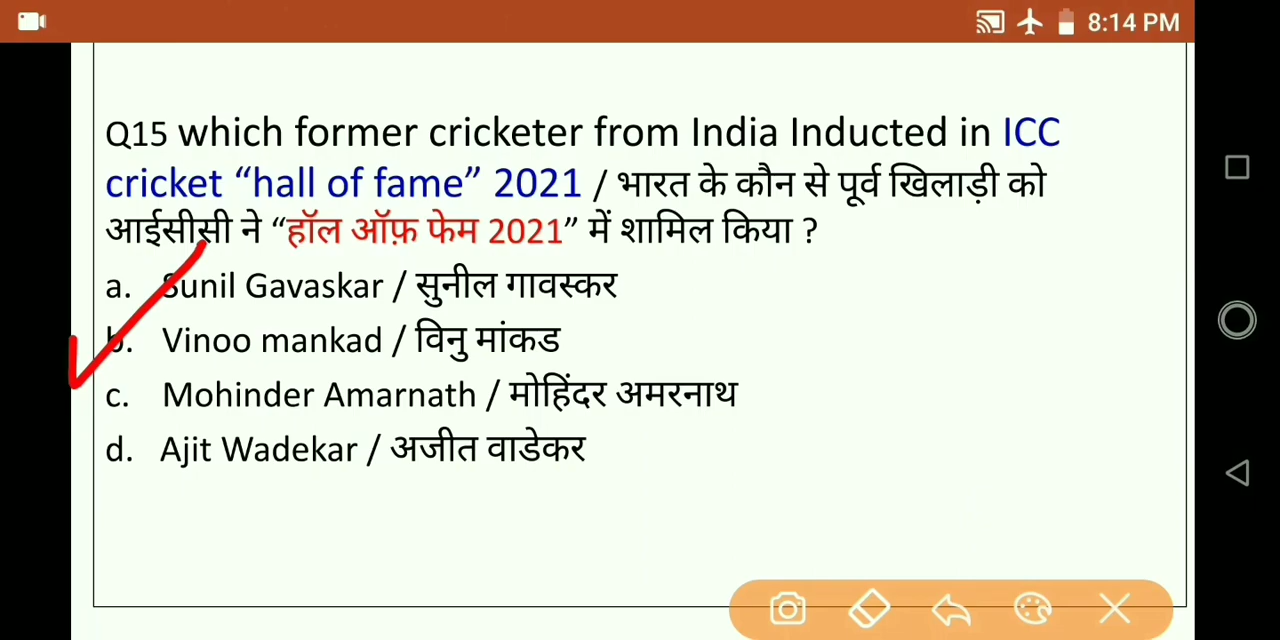 8:14 PM
Q15 which former cricketer from India Inducted in ICC
cricket “hall of fame” 2021 / भारत के कौन से पूर्व खिलाड़ी को
आईसीसी ने “हॉल ऑफ़ फेम 2021” में शामिल किया ?
a. Sunil Gavaskar / सुनील गावस्कर
b. Vinoo mankad / विनु मांकड
c. Mohinder Amarnath / मोहिंदर अमरनाथ
d. Ajit Wadekar / अजीत वाडेकर